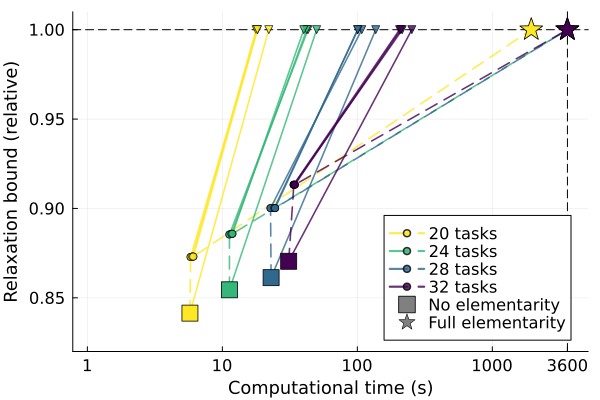 Relaxation bound (relative)
1.00
0.95
0.90
0.85
20 tasks
24 tasks
28 tasks
32 tasks
No elementarity
Full elementarity
1 10 100 1000 3600
Computational time (s)